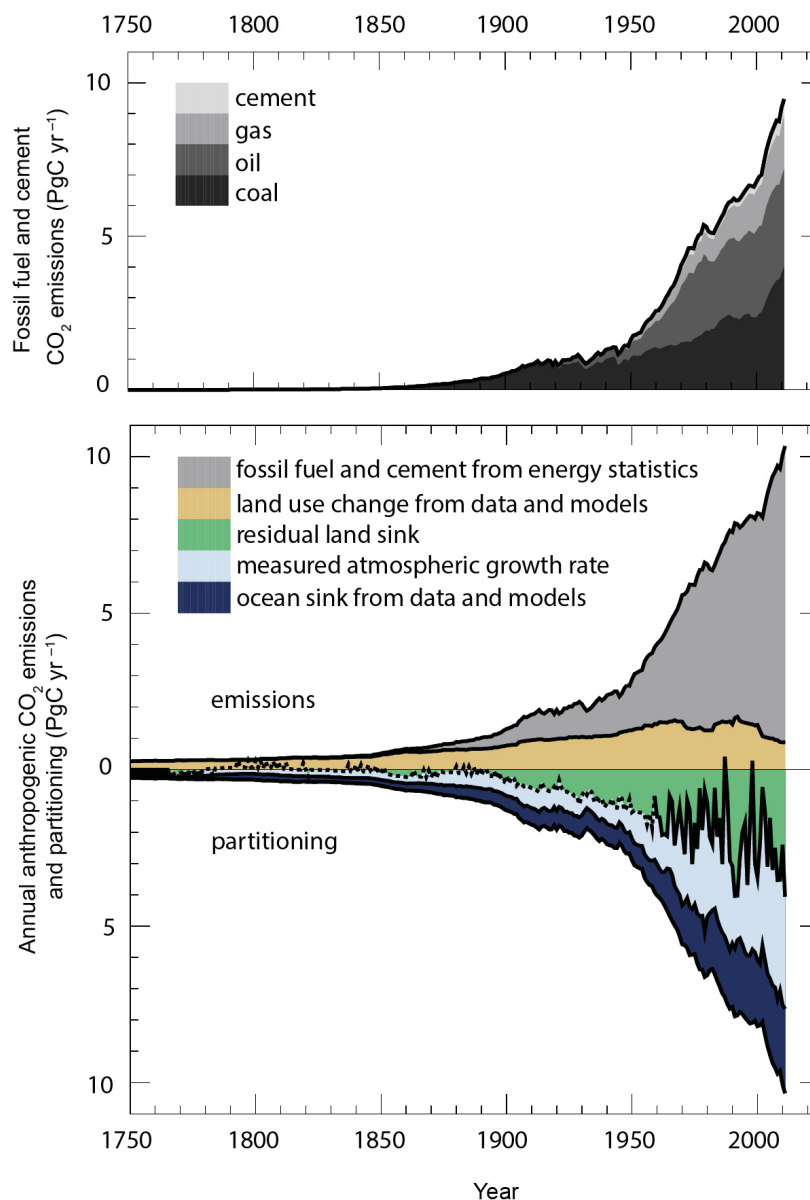 1750 1800 1850 1900 1950 2000
Fossil fuel and cement
CO₂ emissions (PgC yr⁻¹)
10
5
0
cement
gas
oil
coal
Annual anthropogenic CO₂ emissions
and partitioning (PgC yr⁻¹)
10
5
0
5
10
fossil fuel and cement from energy statistics
land use change from data and models
residual land sink
measured atmospheric growth rate
ocean sink from data and models
emissions
partitioning
1750 1800 1850 1900 1950 2000
Year